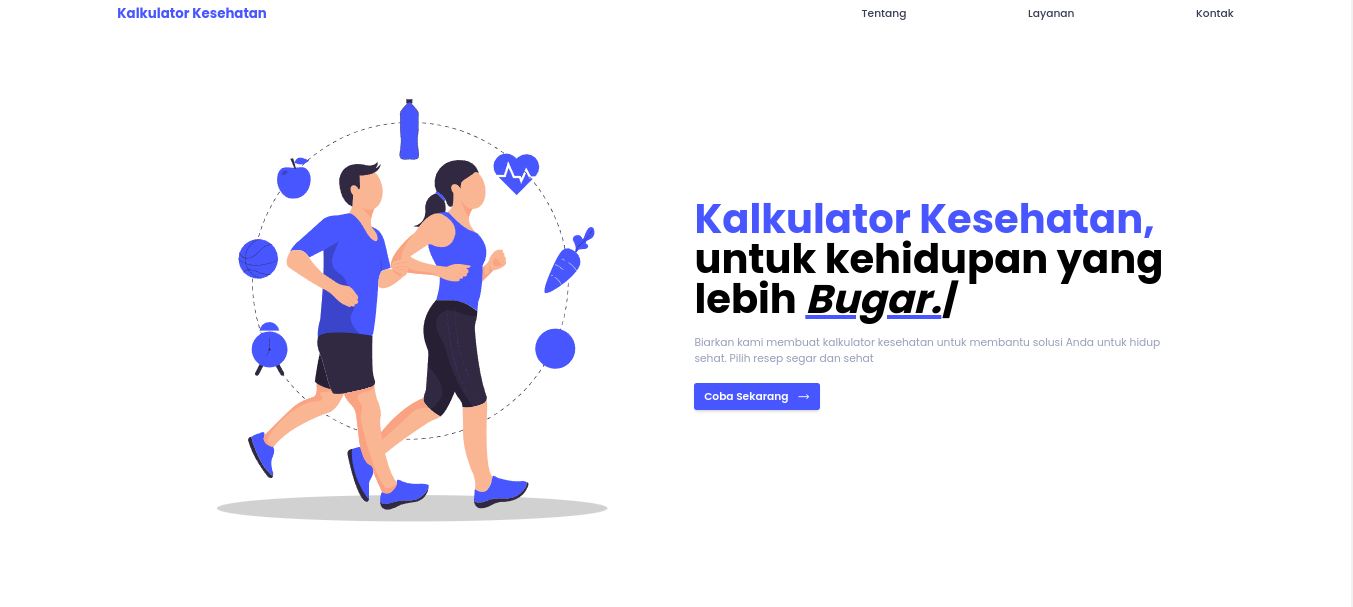 Kalkulator Kesehatan
Tentang
Layanan
Kontak
Kalkulator Kesehatan,
untuk kehidupan yang
lebih Bugar.|
Biarkan kami membuat kalkulator kesehatan untuk membantu solusi Anda untuk hidup
sehat. Pilih resep segar dan sehat
Coba Sekarang →